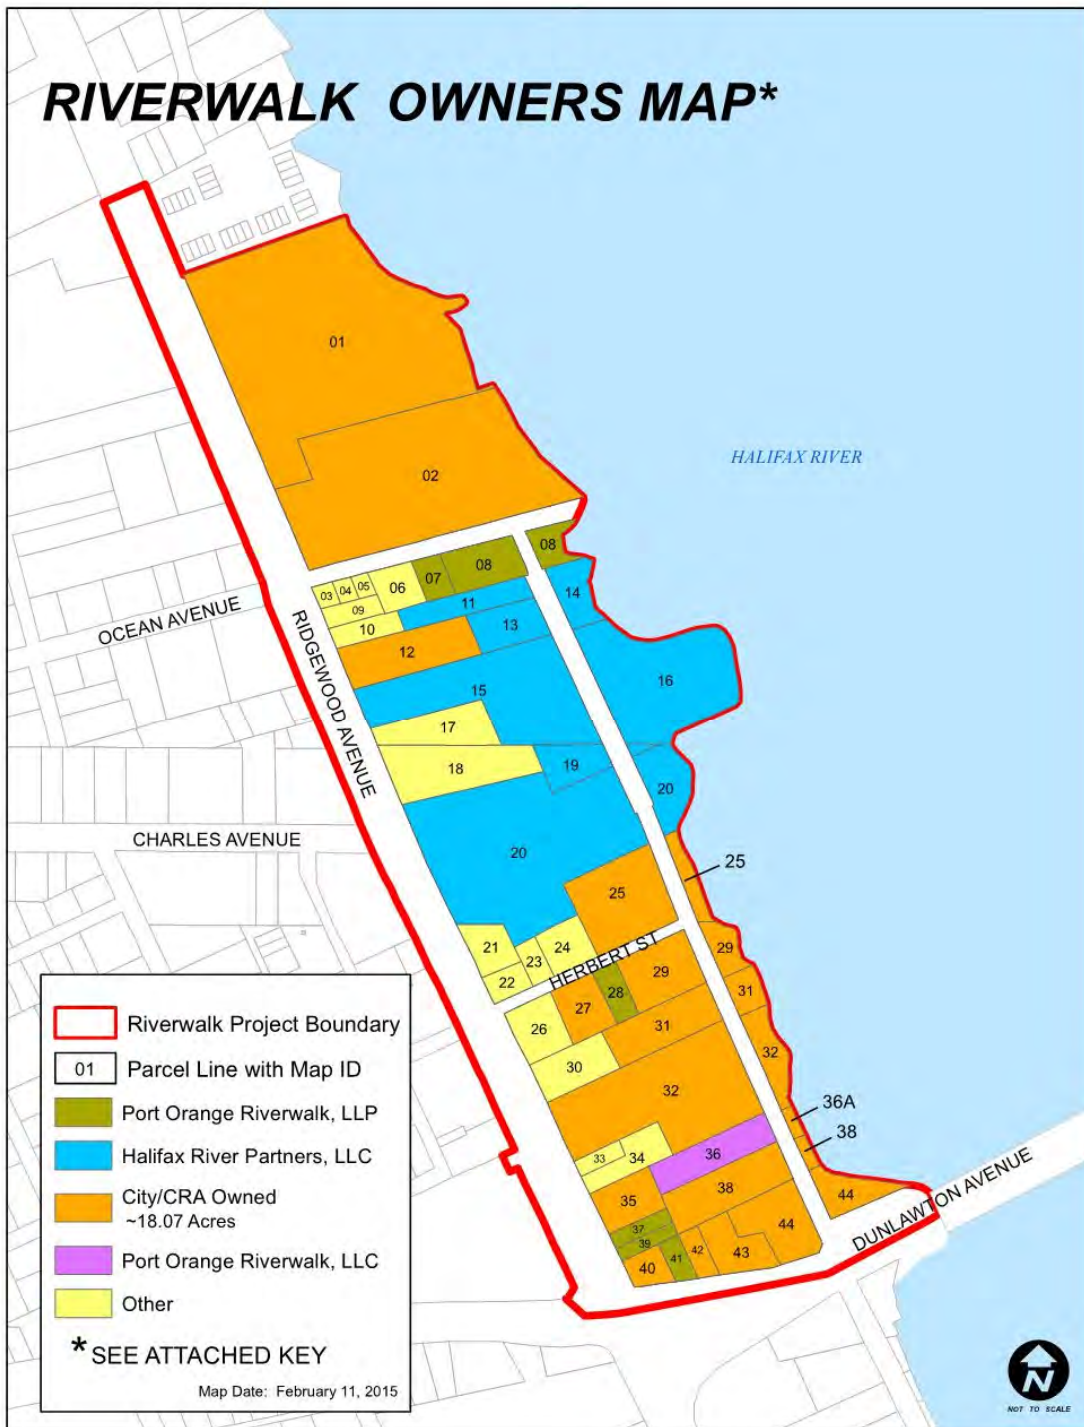 RIVERWALK OWNERS MAP*
01
HALIFAX RIVER
02
08
08
07
06
05
04
03
09
10
11
14
13
12
OCEAN AVENUE
RIDGEWOOD AVENUE
15
16
17
18
19
20
20
CHARLES AVENUE
25
25
21
24
23
22
HERBERT ST
29
29
28
27
26
31
31
30
32
32
36A
38
33
34
36
35
38
44
44
37
39
41
42
43
40
DUNLAWTON AVENUE
Riverwalk Project Boundary
01 Parcel Line with Map ID
Port Orange Riverwalk, LLP
Halifax River Partners, LLC
City/CRA Owned
~18.07 Acres
Port Orange Riverwalk, LLC
Other
* SEE ATTACHED KEY
Map Date: February 11, 2015
N
NOT TO SCALE